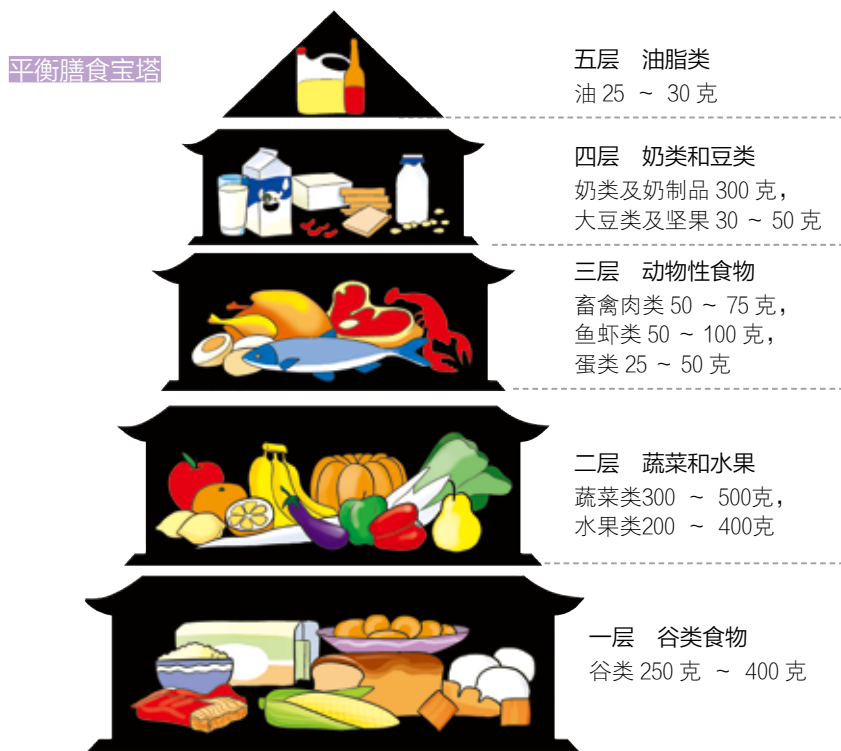 平衡膳食宝塔
五层 油脂类
油 25 ～ 30 克
四层 奶类和豆类
奶类及奶制品 300 克，
大豆类及坚果 30 ～ 50 克
三层 动物性食物
畜禽肉类 50 ～ 75 克，
鱼虾类 50 ～ 100 克，
蛋类 25 ～ 50 克
二层 蔬菜和水果
蔬菜类300 ～ 500克，
水果类200 ～ 400克
一层 谷类食物
谷类 250 克 ～ 400 克